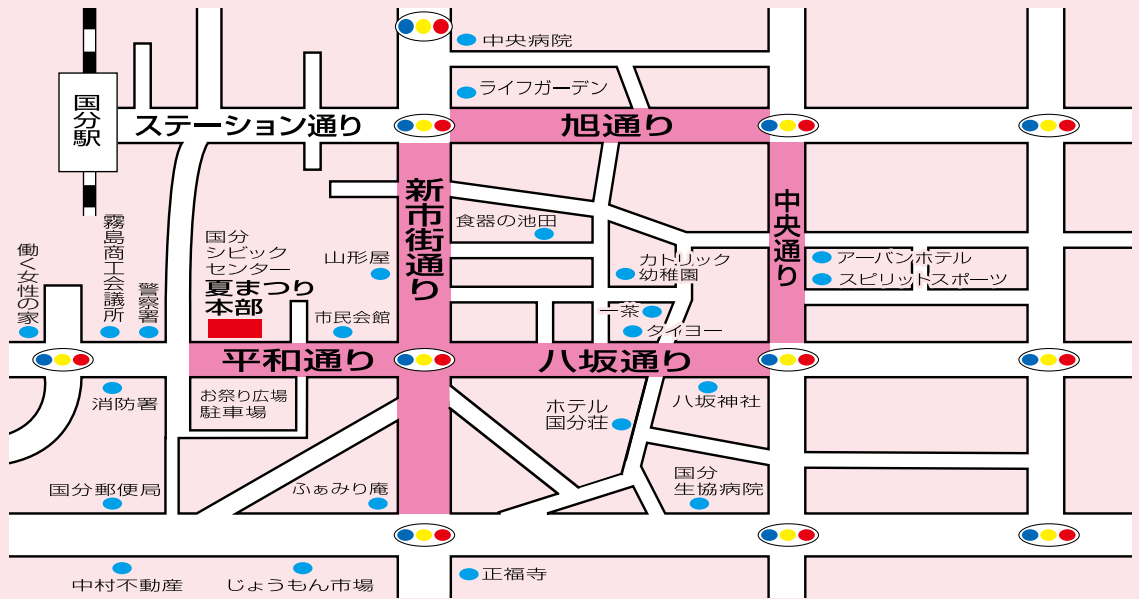 中央病院
ライフガーデン
国分駅
ステーション通り
旭通り
新市街通り
中央通り
食器の池田
霧島商工会議所
働く女性の家
警察署
国分
シビック
センター
夏まつり
本部
山形屋
市民会館
カトリック
幼稚園
アーバンホテル
スピリットスポーツ
一茶
タイヨー
平和通り
八坂通り
消防署
お祭り広場
駐車場
ホテル
国分荘
八坂神社
国分郵便局
ふぁみり庵
国分
生協病院
中村不動産
じょうもん市場
正福寺